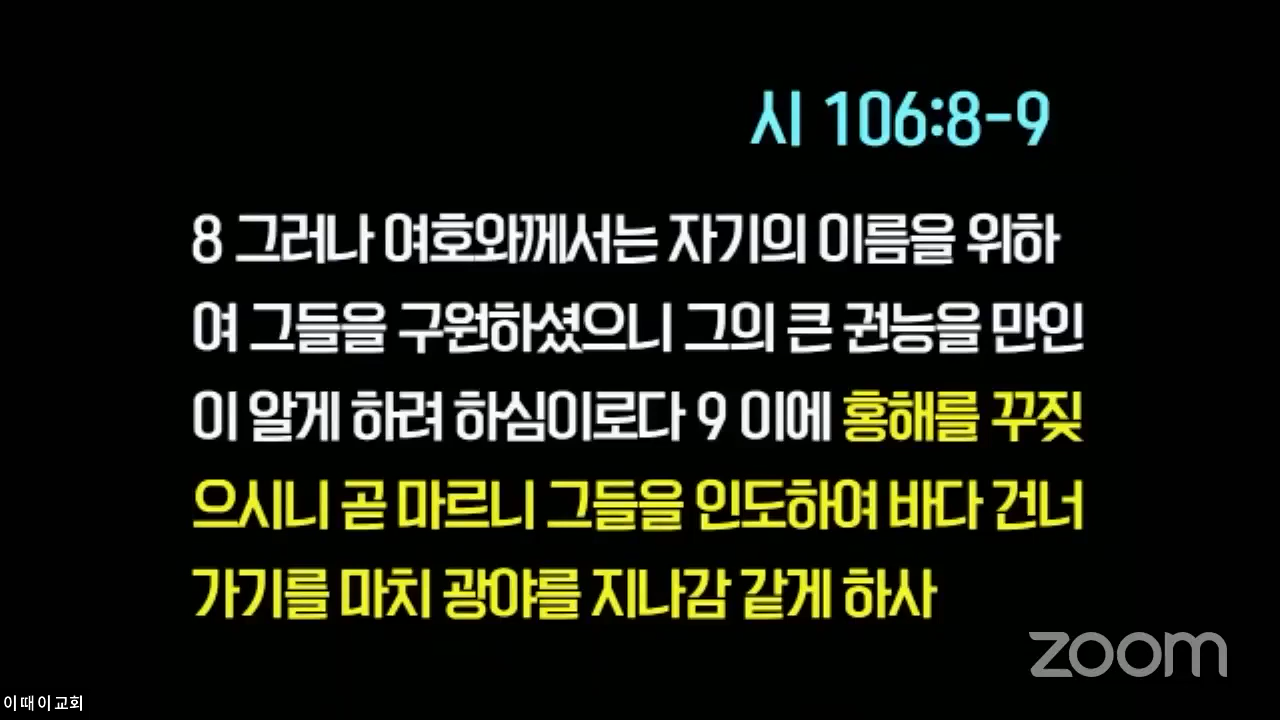 시 106:8-9
8 그러나 여호와께서는 자기의 이름을 위하
여 그들을 구원하셨으니 그의 큰 권능을 만인
이 알게 하려 하심이로다 9 이에 홍해를 꾸짖
으시니 곧 마르니 그들을 인도하여 바다 건너
가기를 마치 광야를 지나감 같게 하사
zoom
이 때 이 교회